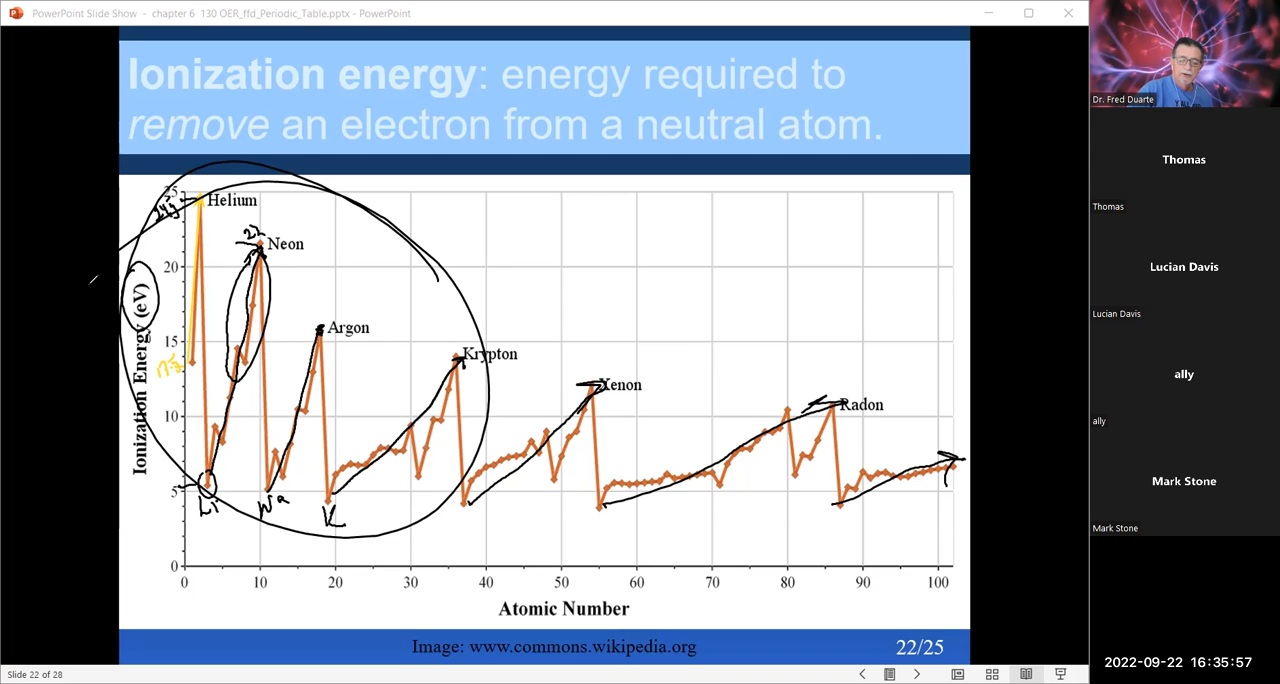 PowerPoint Slide Show - chapter 6 130 OER_ffd_Periodic_Table.pptx - PowerPoint
Ionization energy: energy required to
remove an electron from a neutral atom.
Helium
Neon
Argon
Krypton
Xenon
Radon
Li
Na
K
25
20
15
10
5
0
Ionization Energy (eV)
0 10 20 30 40 50 60 70 80 90 100
Atomic Number
Image: www.commons.wikipedia.org
22/25
Slide 22 of 28
Dr. Fred Duarte
Thomas
Thomas
Lucian Davis
Lucian Davis
ally
ally
Mark Stone
Mark Stone
2022-09-22 16:35:57